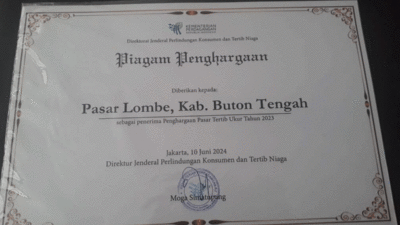 KEMENTERIAN
PERDAGANGAN
Direktorat Jenderal Perlindungan Konsumen dan Tertib Niaga
Piagam Penghargaan
Diberikan kepada:
Pasar Lombe, Kab. Buton Tengah
sebagai penerima Penghargaan Pasar Tertib Ukur Tahun 2023
Jakarta, 10 Juni 2024
Direktur Jenderal Perlindungan Konsumen dan Tertib Niaga
Moga Simatupang